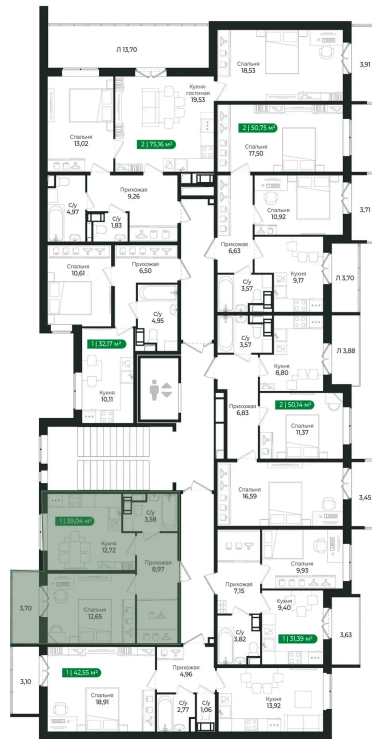 Л 13,70
Спальня
18,53
3,91
Кухня-
гостиная
19,53
Спальня
13,02
2 | 75,16 м²
2 | 50,75 м²
Спальня
17,50
Прихожая
9,26
С/у
4,97
С/у
1,83
Спальня
10,92
3,71
Прихожая
6,63
Спальня
10,61
Прихожая
6,50
С/у
3,57
Кухня
9,17
Л 3,70
С/у
4,95
1 | 32,17 м²
С/у
3,57
Кухня
8,80
Л 3,88
Кухня
10,11
Прихожая
6,83
2 | 50,14 м²
Спальня
11,37
Спальня
16,59
3,45
1 | 39,04 м²
С/у
3,58
Кухня
12,72
Прихожая
8,97
Спальня
9,93
Прихожая
7,15
3,70
Спальня
12,65
Кухня
9,40
С/у
3,82
1 | 31,39 м²
3,63
1 | 42,55 м²
Прихожая
4,96
3,10
Спальня
18,91
С/у
2,77
С/у
1,06
Кухня
13,92